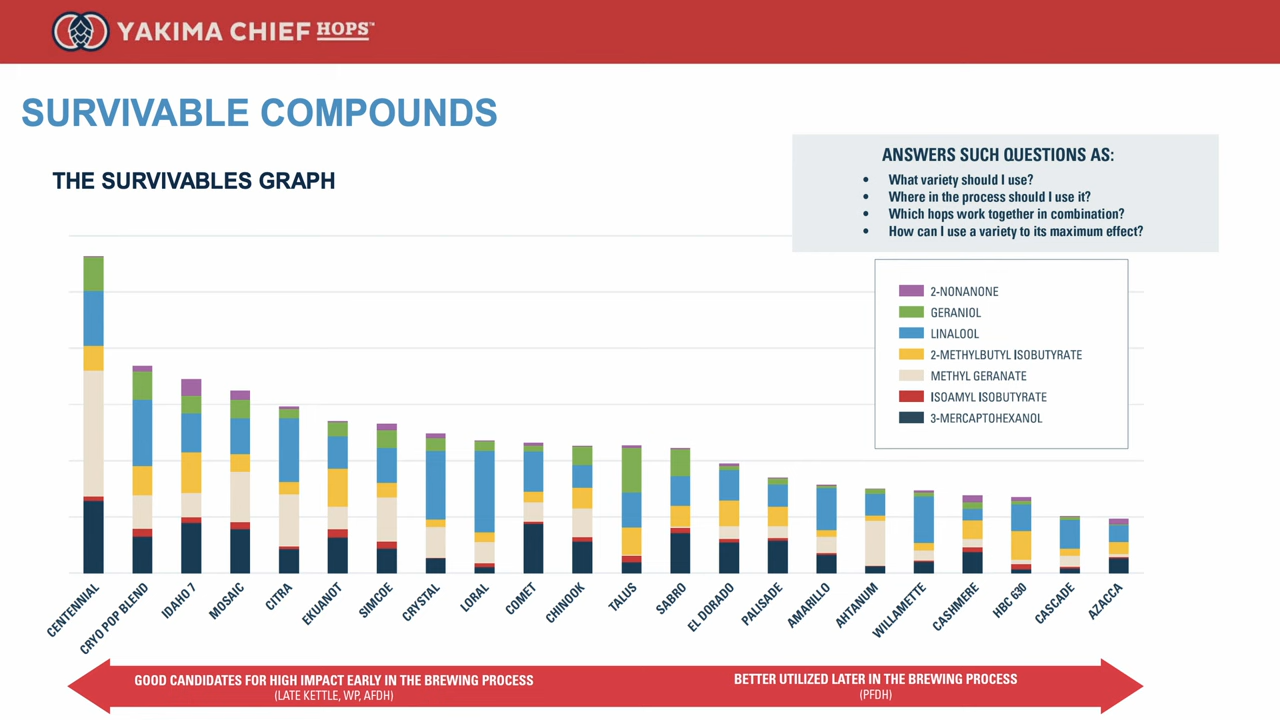 YAKIMA CHIEF HOPS™
SURVIVABLE COMPOUNDS
THE SURVIVABLES GRAPH
ANSWERS SUCH QUESTIONS AS:
• What variety should I use?
• Where in the process should I use it?
• Which hops work together in combination?
• How can I use a variety to its maximum effect?
2-NONANONE
GERANIOL
LINALOOL
2-METHYLBUTYL ISOBUTYRATE
METHYL GERANATE
ISOAMYL ISOBUTYRATE
3-MERCAPTOHEXANOL
CENTENNIAL
CRYO POP BLEND
IDAHO 7
MOSAIC
CITRA
EKUANOT
SIMCOE
CRYSTAL
LORAL
COMET
CHINOOK
TALUS
SABRO
EL DORADO
PALISADE
AMARILLO
AHTANUM
WILLAMETTE
CASHMERE
HBC 630
CASCADE
AZACCA
GOOD CANDIDATES FOR HIGH IMPACT EARLY IN THE BREWING PROCESS
(LATE KETTLE, WP, AFDH)
BETTER UTILIZED LATER IN THE BREWING PROCESS
(PFDH)